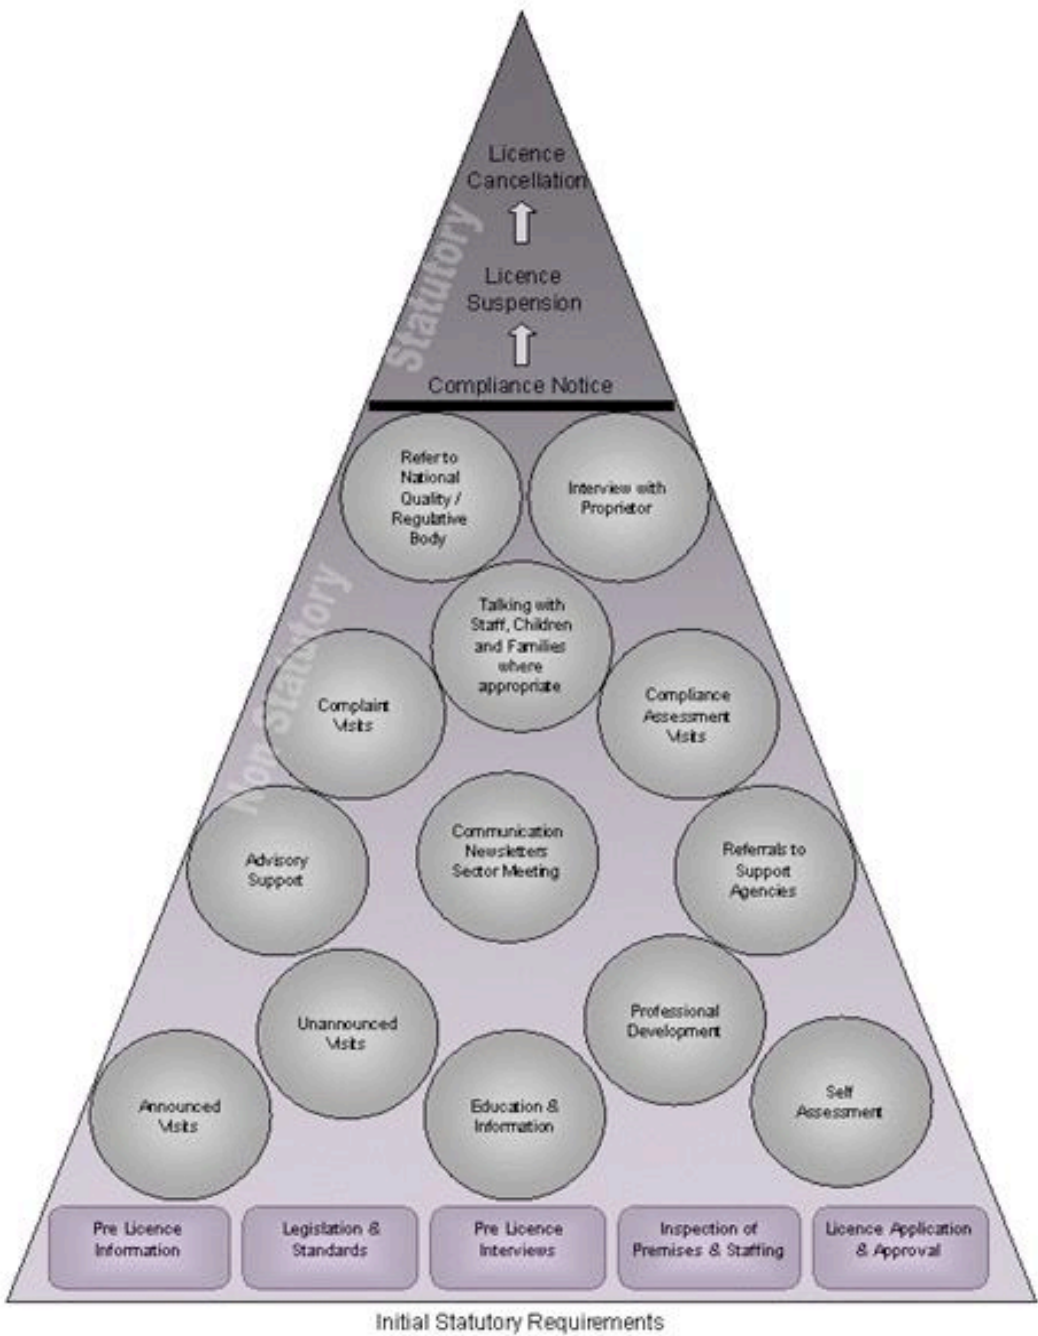 Licence
Cancellation
Statutory
Licence
Suspension
Compliance Notice
Refer to
National
Quality /
Regulative
Body
Interview with
Proprietor
Non Statutory
Talking with
Staff, Children
and Families
where
appropriate
Complaint
Visits
Compliance
Assessment
Visits
Advisory
Support
Communication
Newsletters
Sector Meeting
Referrals to
Support
Agencies
Unannounced
Visits
Professional
Development
Announced
Visits
Education &
Information
Self
Assessment
Pre Licence
Information
Legislation &
Standards
Pre Licence
Interviews
Inspection of
Premises & Staffing
Licence Application
& Approval
Initial Statutory Requirements